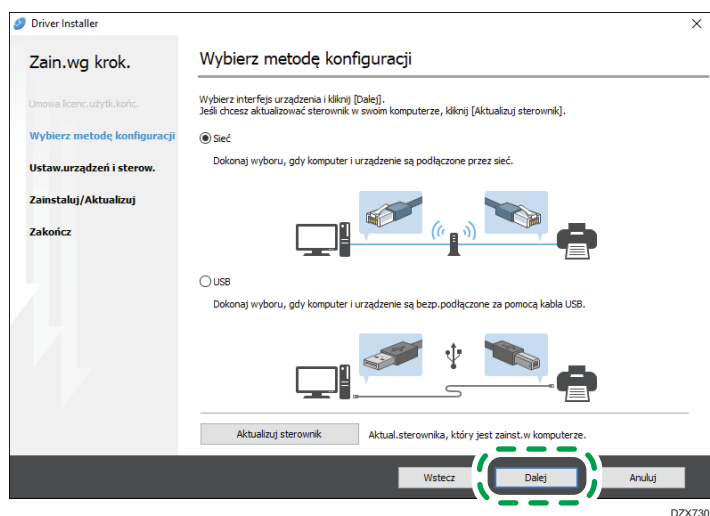 Driver Installer
Zain.wg krok.
Umowa licenc.użytk.końc.
Wybierz metodę konfiguracji
Ustaw.urządzeń i sterow.
Zainstaluj/Aktualizuj
Zakończ
Wybierz metodę konfiguracji
Wybierz interfejs urządzenia i kliknij [Dalej].
Jeśli chcesz aktualizować sterownik w swoim komputerze, kliknij [Aktualizuj sterownik].
Sieć
Dokonaj wyboru, gdy komputer i urządzenie są podłączone przez sieć.
USB
Dokonaj wyboru, gdy komputer i urządzenie są bezp.podłączone za pomocą kabla USB.
Aktualizuj sterownik
Aktual.sterownika, który jest zainst.w komputerze.
Wstecz
Dalej
Anuluj
DZX730